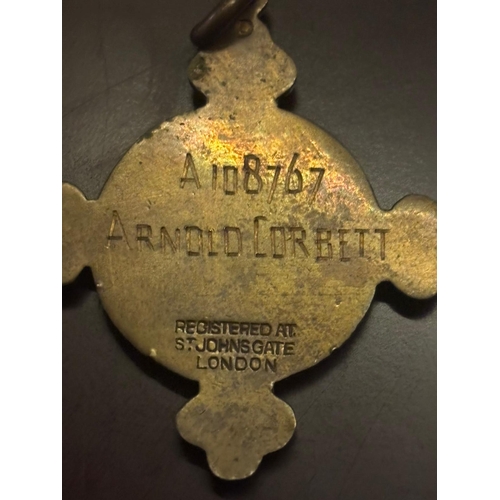 A108767
ARNOLD CORBETT
REGISTERED AT
ST JOHNS GATE
LONDON